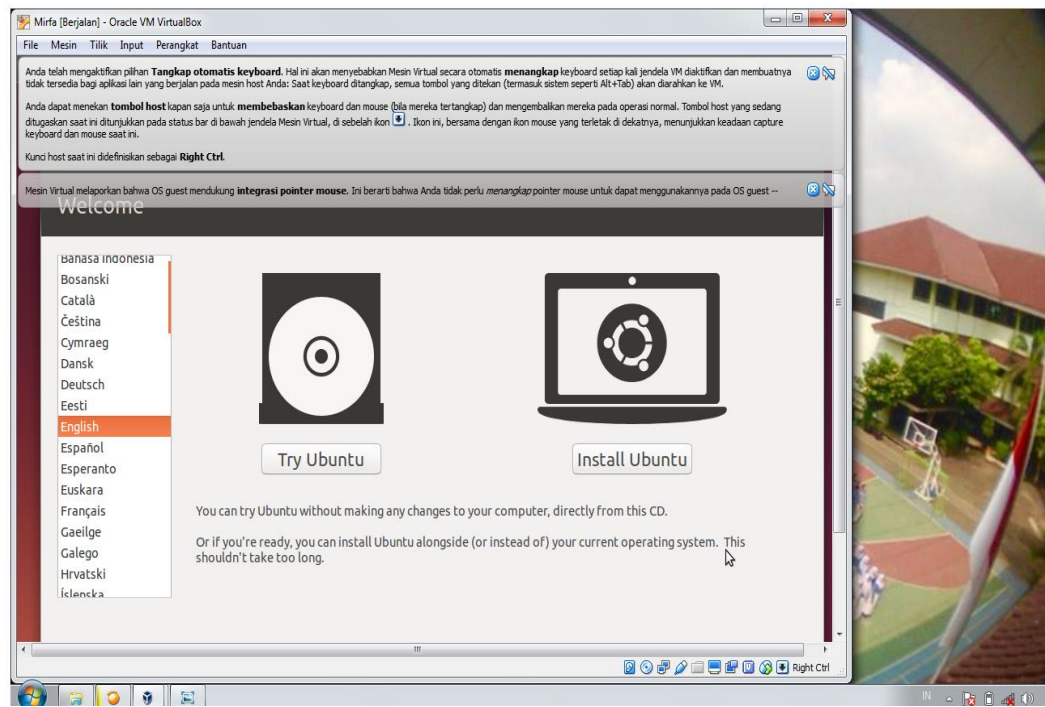 Mirfa [Berjalan] - Oracle VM VirtualBox
File Mesin Tilik Input Perangkat Bantuan
Anda telah mengaktifkan pilihan Tangkap otomatis keyboard. Hal ini akan menyebabkan Mesin Virtual secara otomatis menangkap keyboard setiap kali jendela VM diaktifkan dan membuatnya
tidak tersedia bagi aplikasi lain yang berjalan pada mesin host Anda: Saat keyboard ditangkap, semua tombol yang ditekan (termasuk sistem seperti Alt+Tab) akan diarahkan ke VM.
Anda dapat menekan tombol host kapan saja untuk membebaskan keyboard dan mouse (bila mereka tertangkap) dan mengembalikan mereka pada operasi normal. Tombol host yang sedang
ditugaskan saat ini ditunjukkan pada status bar di bawah jendela Mesin Virtual, di sebelah ikon . Ikon ini, bersama dengan ikon mouse yang terletak di dekatnya, menunjukkan keadaan capture
keyboard dan mouse saat ini.
Kunci host saat ini didefinisikan sebagai Right Ctrl.
Mesin Virtual melaporkan bahwa OS guest mendukung integrasi pointer mouse. Ini berarti bahwa Anda tidak perlu menangkap pointer mouse untuk dapat menggunakannya pada OS guest --
Welcome
Bahasa Indonesia
Bosanski
Català
Čeština
Cymraeg
Dansk
Deutsch
Eesti
English
Español
Esperanto
Euskara
Français
Gaeilge
Galego
Hrvatski
Íslenska
Try Ubuntu
Install Ubuntu
You can try Ubuntu without making any changes to your computer, directly from this CD.
Or if you're ready, you can install Ubuntu alongside (or instead of) your current operating system. This
shouldn't take too long.
Right Ctrl
IN